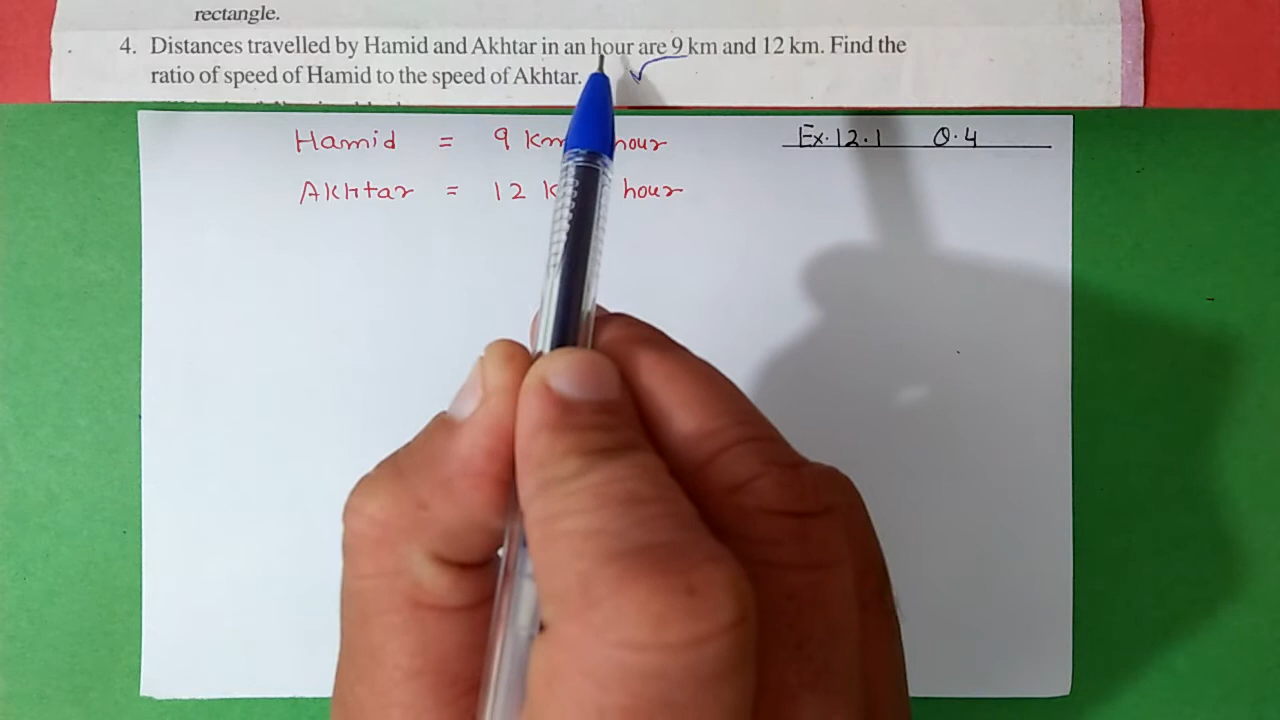 rectangle.
4. Distances travelled by Hamid and Akhtar in an hour are 9 km and 12 km. Find the
ratio of speed of Hamid to the speed of Akhtar.
Hamid = 9 Km hour Ex. 12.1 Q.4
AKHtar = 12 hour